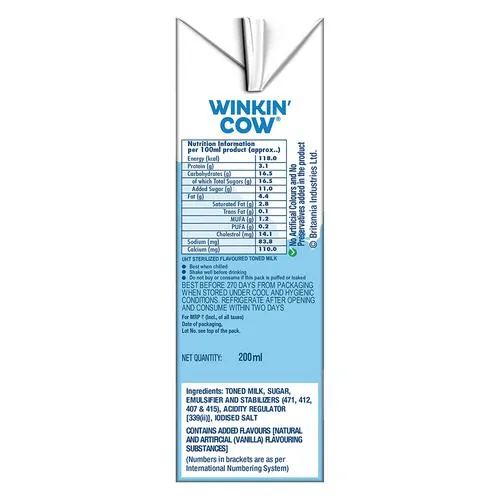 WINKIN'
COW®
Nutrition Information
per 100ml product (approx..)
Energy (kcal) 118.0
Protein (g) 3.1
Carbohydrates (g) 16.5
of which Total Sugars (g) 16.5
Added Sugar (g) 11.0
Fat (g) 4.4
Saturated Fat (g) 2.8
Trans Fat (g) 0.1
MUFA (g) 1.2
PUFA (g) 0.2
Cholestrol (mg) 14.1
Sodium (mg) 83.8
Calcium (mg) 110.0
No Artificial Colours and No
Preservatives added in the product
© Britannia Industries Ltd.
UHT STERILIZED FLAVOURED TONED MILK
• Best when chilled
• Shake well before drinking
• Do not buy or consume if this pack is puffed or leaked
BEST BEFORE 270 DAYS FROM PACKAGING
WHEN STORED UNDER COOL AND HYGIENIC
CONDITIONS. REFRIGERATE AFTER OPENING
AND CONSUME WITHIN TWO DAYS
For MRP ₹ (Incl., of all taxes)
Date of packaging,
Lot No. see top of the pack.
NET QUANTITY: 200ml
Ingredients: TONED MILK, SUGAR,
EMULSIFIER AND STABILIZERS (471, 412,
407 & 415), ACIDITY REGULATOR
[339(ii)], IODISED SALT
CONTAINS ADDED FLAVOURS [NATURAL
AND ARTIFICIAL (VANILLA) FLAVOURING
SUBSTANCES]
(Numbers in brackets are as per
International Numbering System)